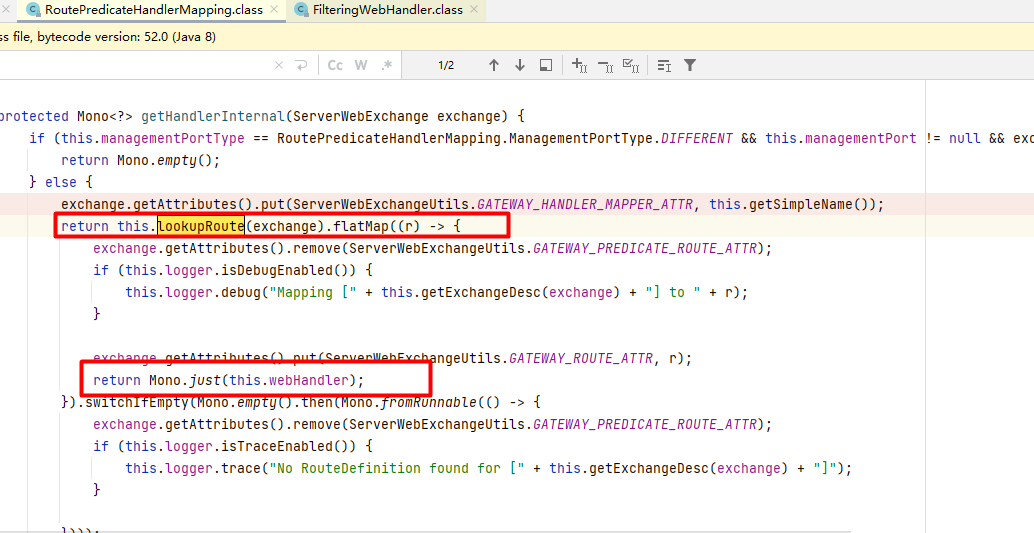 RoutePredicateHandlerMapping.class × FilteringWebHandler.class ×
ss file, bytecode version: 52.0 (Java 8)
Cc W .* 1/2
protected Mono<?> getHandlerInternal(ServerWebExchange exchange) {
if (this.managementPortType == RoutePredicateHandlerMapping.ManagementPortType.DIFFERENT && this.managementPort != null && exc
return Mono.empty();
} else {
exchange.getAttributes().put(ServerWebExchangeUtils.GATEWAY_HANDLER_MAPPER_ATTR, this.getSimpleName());
return this.lookupRoute(exchange).flatMap((r) -> {
exchange.getAttributes().remove(ServerWebExchangeUtils.GATEWAY_PREDICATE_ROUTE_ATTR);
if (this.logger.isDebugEnabled()) {
this.logger.debug("Mapping [" + this.getExchangeDesc(exchange) + "] to " + r);
}
exchange.getAttributes().put(ServerWebExchangeUtils.GATEWAY_ROUTE_ATTR, r);
return Mono.just(this.webHandler);
}).switchIfEmpty(Mono.empty().then(Mono.fromRunnable(() -> {
exchange.getAttributes().remove(ServerWebExchangeUtils.GATEWAY_PREDICATE_ROUTE_ATTR);
if (this.logger.isTraceEnabled()) {
this.logger.trace("No RouteDefinition found for [" + this.getExchangeDesc(exchange) + "]");
}
})));